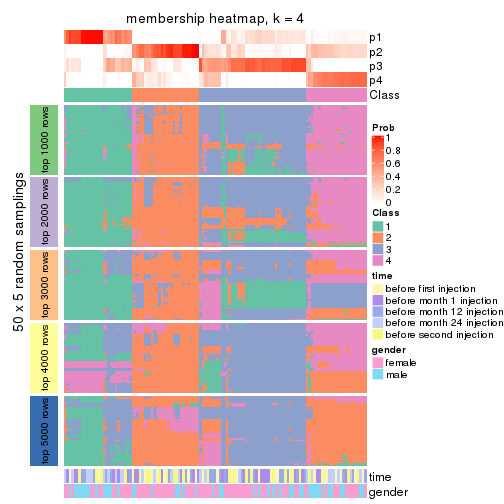 membership heatmap, k = 4
p1
p2
p3
p4
Class
50 x 5 random samplings
top 1000 rows
top 2000 rows
top 3000 rows
top 4000 rows
top 5000 rows
time
gender
Prob
1
0.8
0.6
0.4
0.2
0
Class
1
2
3
4
time
before first injection
before month 1 injection
before month 12 injection
before month 24 injection
before second injection
gender
female
male